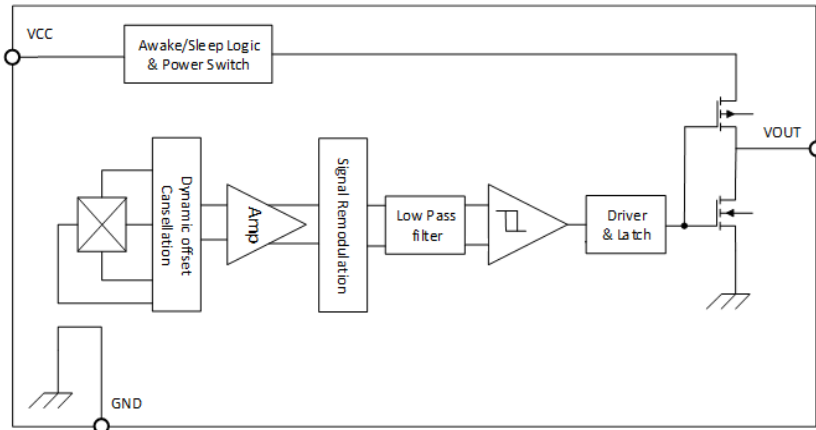 VCC
Awake/Sleep Logic
& Power Switch
VOUT
Dynamic offset
Cansellation
Amp
Signal Remodulation
Low Pass
filter
Driver
& Latch
GND